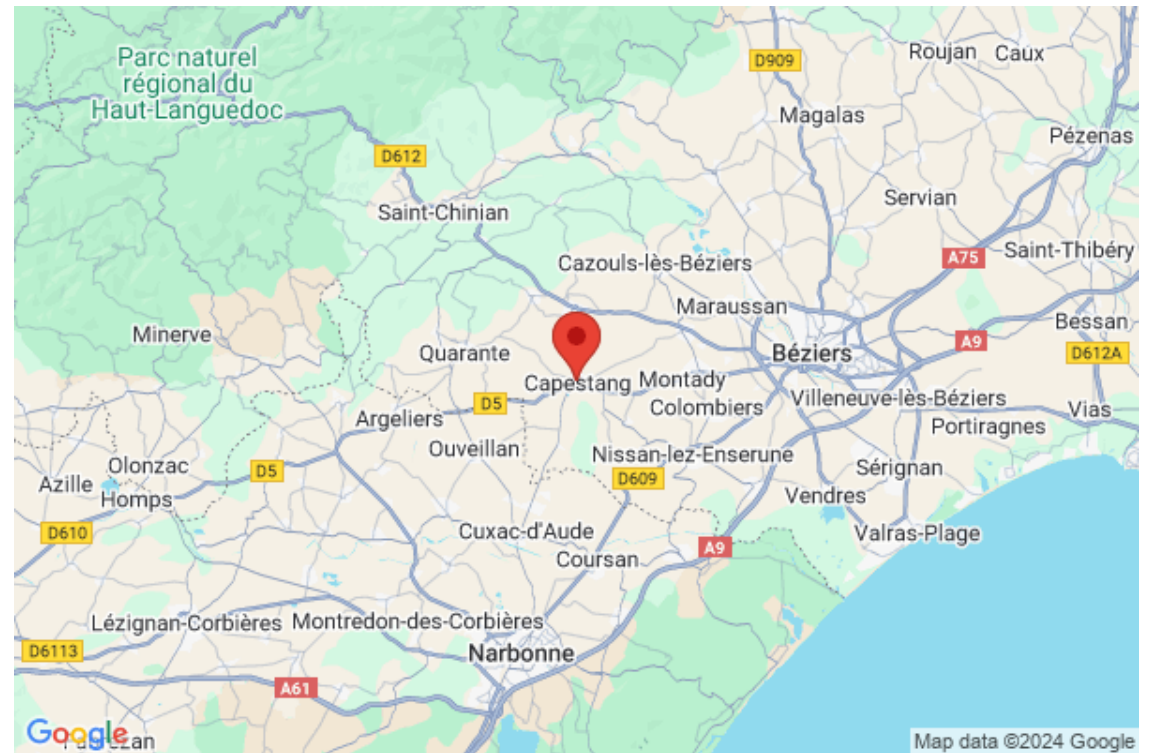 Parc naturel
régional du
Haut-Languedoc
D909
Roujan
Caux
Magalas
Pézenas
D612
Servian
Saint-Chinian
Saint-Thibéry
A75
Cazouls-lès-Béziers
Maraussan
Bessan
Minerve
A9
Béziers
D612A
Quarante
Capestang
Montady
Villeneuve-lès-Béziers
D5
Colombiers
Vias
Argeliers
Portiragnes
Ouveillan
Nissan-lez-Enserune
Olonzac
D5
Sérignan
Azille
D609
Homps
Vendres
D610
Cuxac-d'Aude
Valras-Plage
A9
Coursan
Lézignan-Corbières
Montredon-des-Corbières
D6113
Narbonne
A61
Google
Map data ©2024 Google